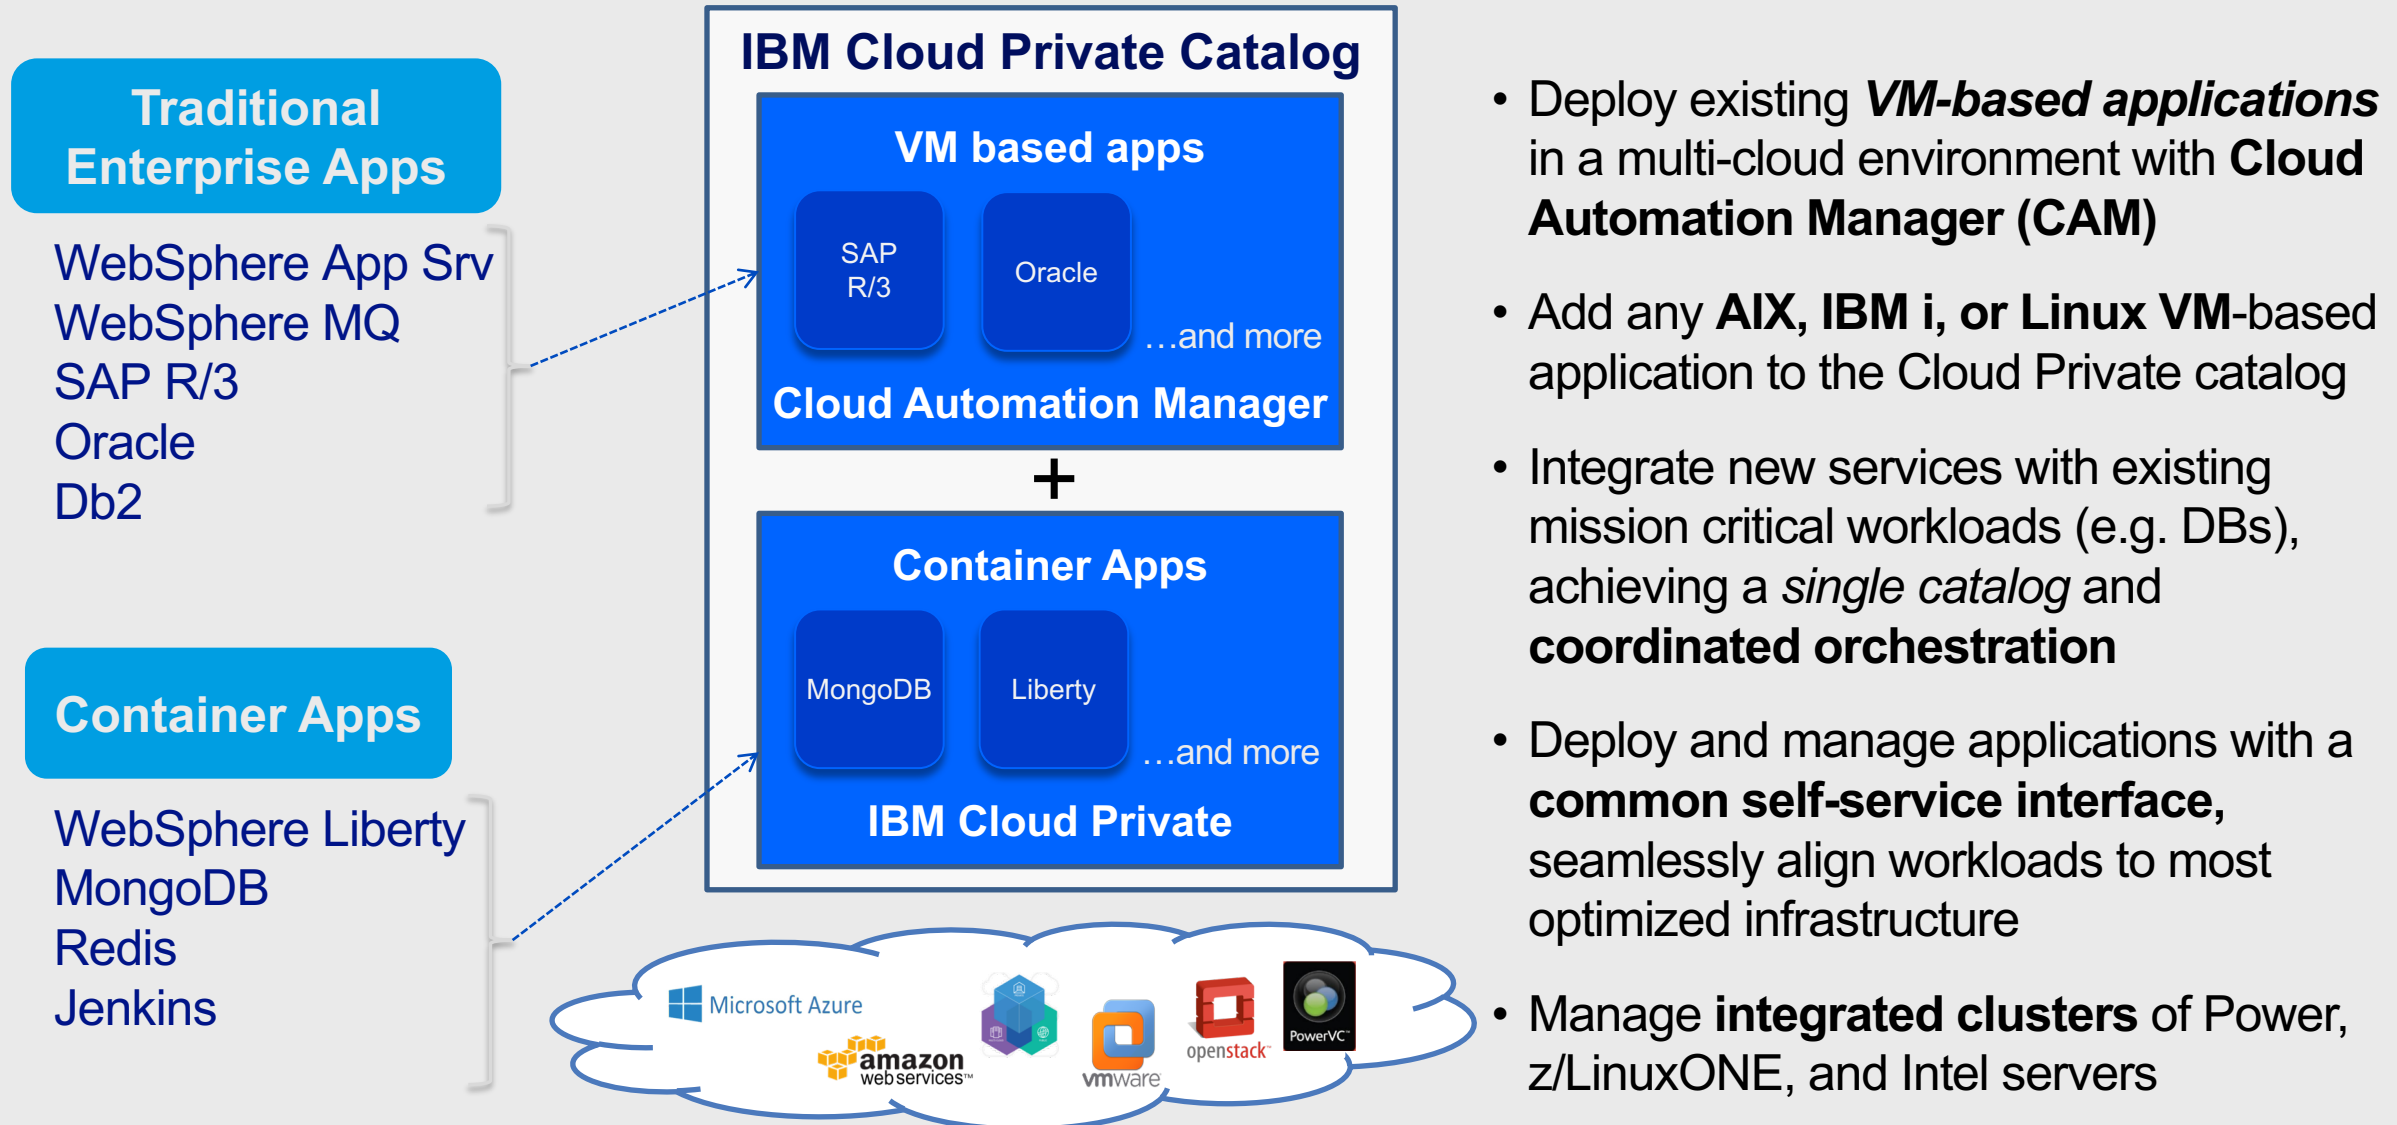 IBM Cloud Private Catalog
Traditional
Enterprise Apps
WebSphere App Srv
WebSphere MQ
SAP R/3
Oracle
Db2
Container Apps
WebSphere Liberty
MongoDB
Redis
Jenkins
VM based apps
SAP
R/3
Oracle
...and more
Cloud Automation Manager
+
Container Apps
MongoDB
Liberty
...and more
IBM Cloud Private
Microsoft Azure
amazon
webservices™
vmware
openstack™
PowerVC™
• Deploy existing VM-based applications
in a multi-cloud environment with Cloud
Automation Manager (CAM)
• Add any AIX, IBM i, or Linux VM-based
application to the Cloud Private catalog
• Integrate new services with existing
mission critical workloads (e.g. DBs),
achieving a single catalog and
coordinated orchestration
• Deploy and manage applications with a
common self-service interface,
seamlessly align workloads to most
optimized infrastructure
• Manage integrated clusters of Power,
z/LinuxONE, and Intel servers